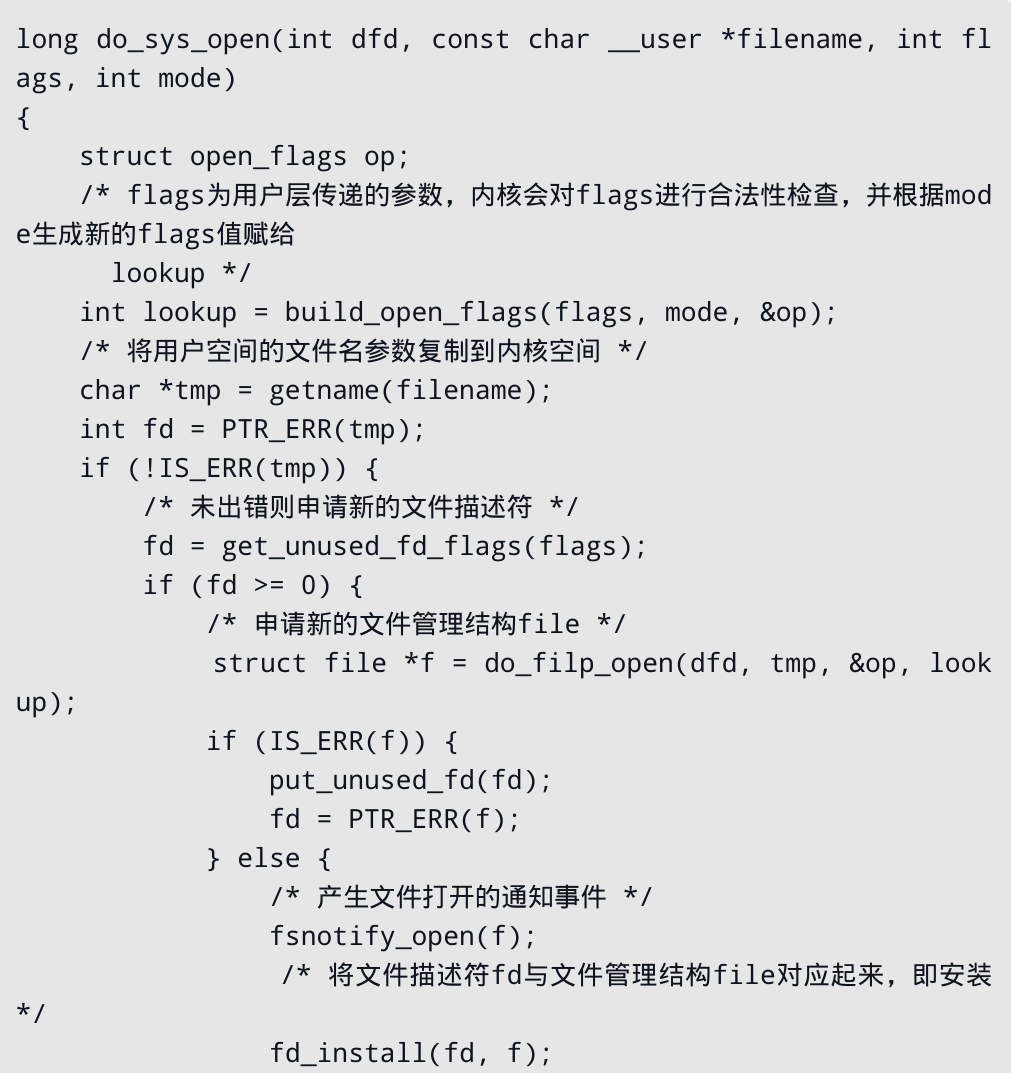 long do_sys_open(int dfd, const char __user *filename, int fl
ags, int mode)
{
    struct open_flags op;
    /* flags为用户层传递的参数，内核会对flags进行合法性检查，并根据mod
e生成新的flags值赋给
      lookup */
    int lookup = build_open_flags(flags, mode, &op);
    /* 将用户空间的文件名参数复制到内核空间 */
    char *tmp = getname(filename);
    int fd = PTR_ERR(tmp);
    if (!IS_ERR(tmp)) {
        /* 未出错则申请新的文件描述符 */
        fd = get_unused_fd_flags(flags);
        if (fd >= 0) {
            /* 申请新的文件管理结构file */
            struct file *f = do_filp_open(dfd, tmp, &op, look
up);
            if (IS_ERR(f)) {
                put_unused_fd(fd);
                fd = PTR_ERR(f);
            } else {
                /* 产生文件打开的通知事件 */
                fsnotify_open(f);
                /* 将文件描述符fd与文件管理结构file对应起来，即安装
*/
                fd_install(fd, f);